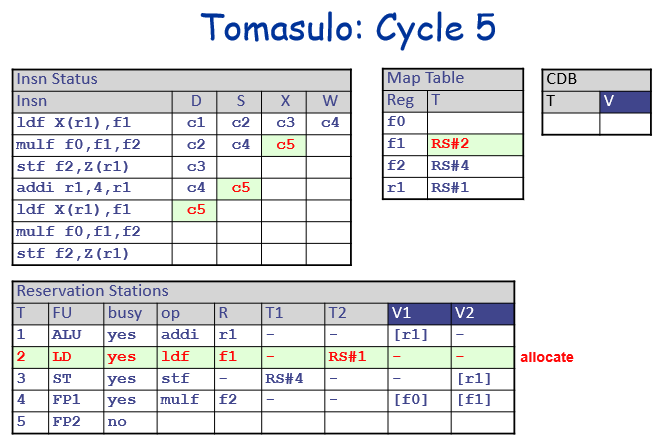 Tomasulo: Cycle 5
Insn Status
Insn D S X W
ldf X(r1),f1 c1 c2 c3 c4
mulf f0,f1,f2 c2 c4 c5
stf f2,Z(r1) c3
addi r1,4,r1 c4 c5
ldf X(r1),f1 c5
mulf f0,f1,f2
stf f2,Z(r1)
Map Table
Reg T
f0
f1 RS#2
f2 RS#4
r1 RS#1
CDB
T V
Reservation Stations
T FU busy op R T1 T2 V1 V2
1 ALU yes addi r1 - - [r1] -
2 LD yes ldf f1 - RS#1 - -
allocate
3 ST yes stf - RS#4 - - [r1]
4 FP1 yes mulf f2 - - [f0] [f1]
5 FP2 no